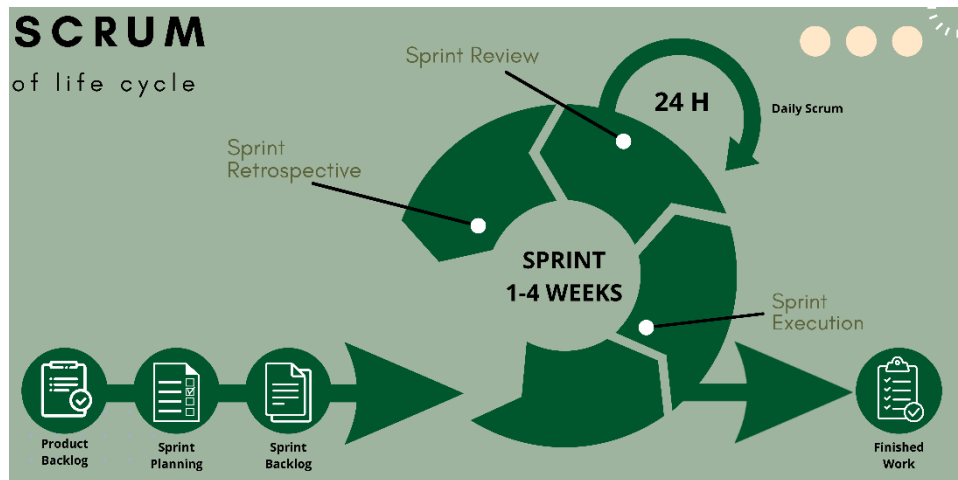 SCRUM
of life cycle
Sprint Review
24 H
Daily Scrum
Sprint
Retrospective
SPRINT
1-4 WEEKS
Sprint
Execution
Product
Backlog
Sprint
Planning
Sprint
Backlog
Finished
Work